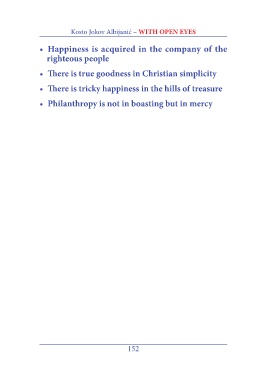 Kosto Jokov Albijanić – WITH OPEN EYES
• Happiness is acquired in the company of the
righteous people
• There is true goodness in Christian simplicity
• There is tricky happiness in the hills of treasure
• Philanthropy is not in boasting but in mercy
152